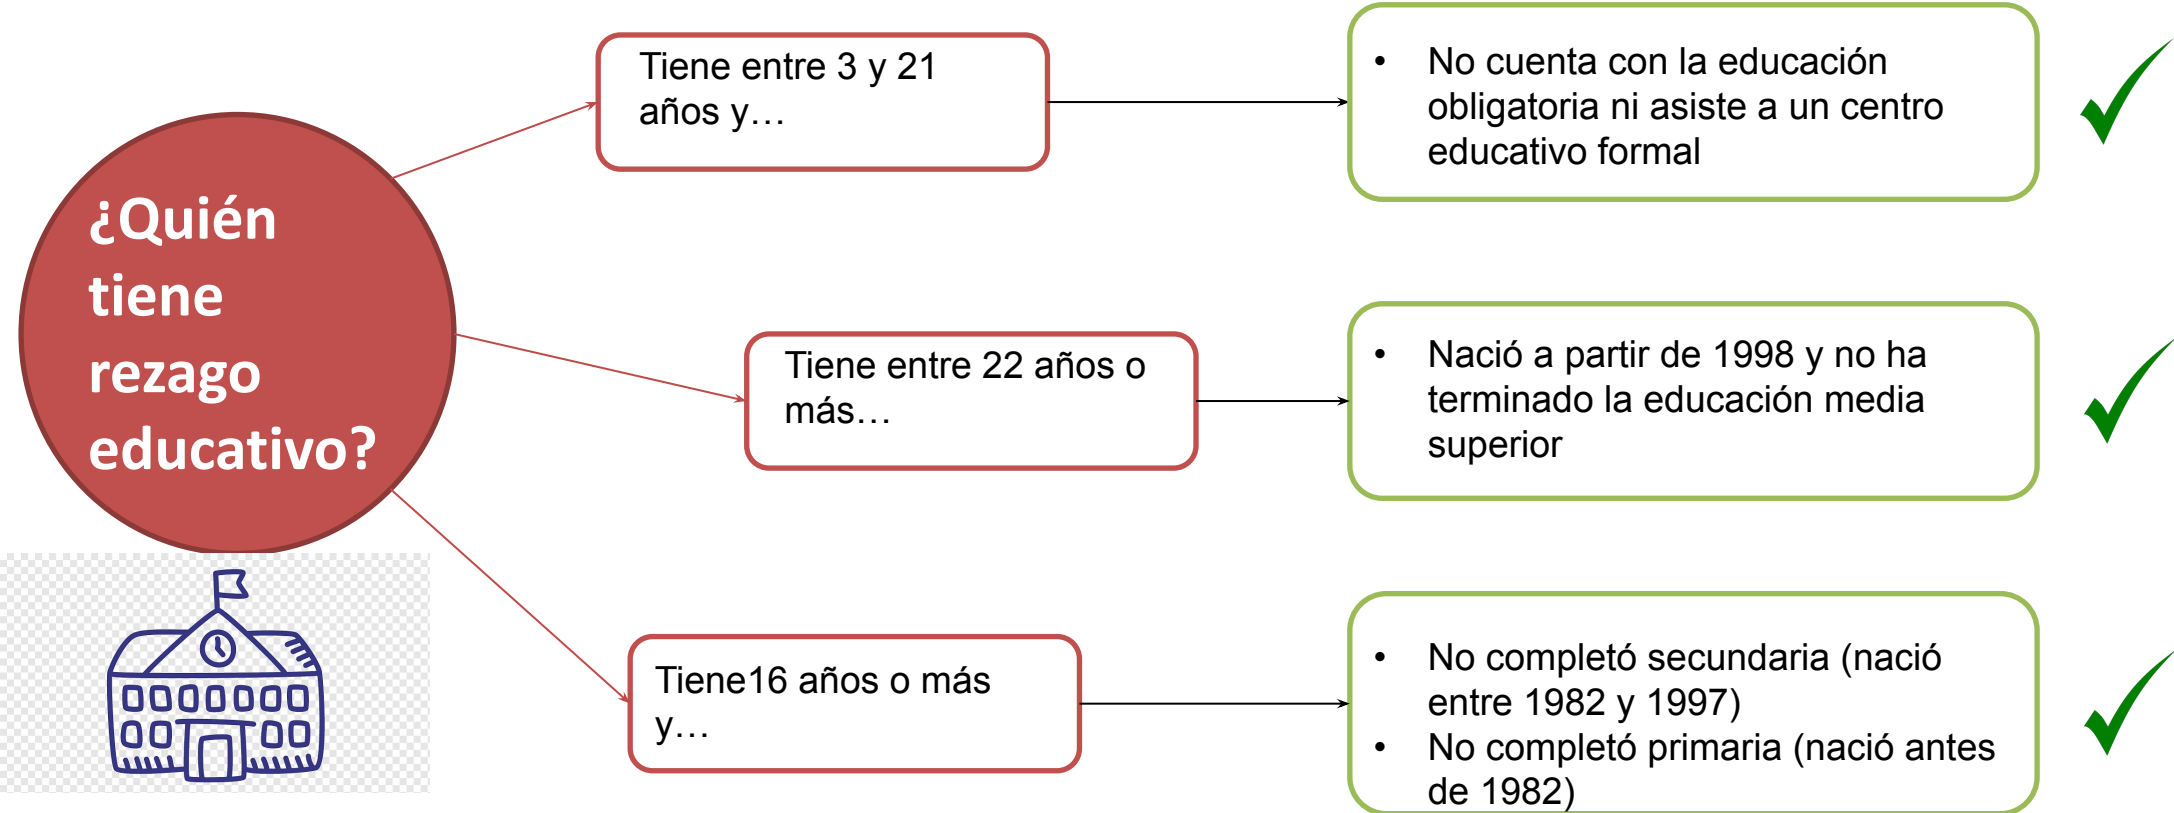 ¿Quién
tiene
rezago
educativo?
Tiene entre 3 y 21
años y…
• No cuenta con la educación
obligatoria ni asiste a un centro
educativo formal
Tiene entre 22 años o
más…
• Nació a partir de 1998 y no ha
terminado la educación media
superior
Tiene16 años o más
y…
• No completó secundaria (nació
entre 1982 y 1997)
• No completó primaria (nació antes
de 1982)